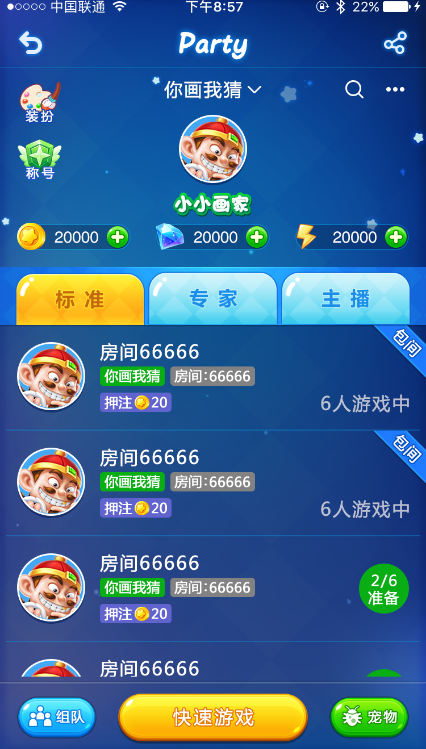 中国联通 下午8:57 22%
Party
你画我猜
装扮
称号
小小画家
20000 20000 20000
标准 专家 主播
包间
房间66666
你画我猜 房间:66666
押注 20 6人游戏中
包间
房间66666
你画我猜 房间:66666
押注 20 6人游戏中
房间66666
你画我猜 房间:66666
押注 20
2/6
准备
房间66666
组队 快速游戏 宠物